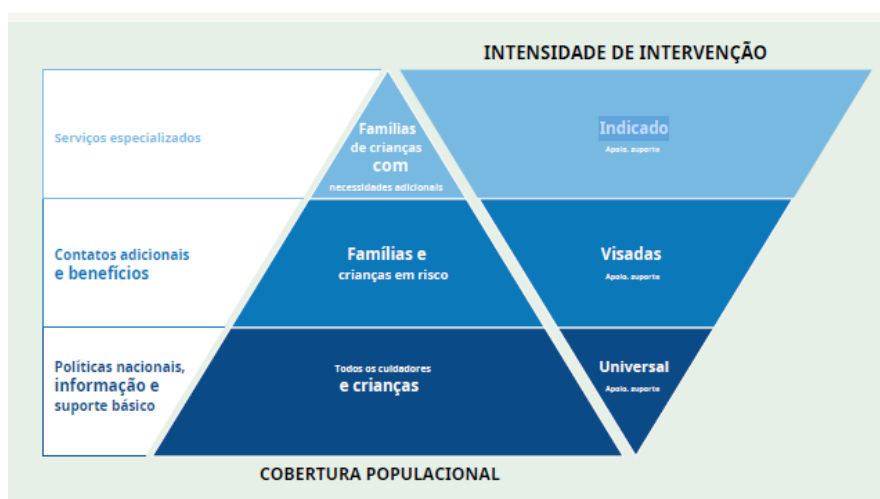 INTENSIDADE DE INTERVENÇÃO
Serviços especializados
Famílias
de crianças
com
necessidades adicionais
Indicado
Apoio, suporte
Contatos adicionais
e benefícios
Famílias e
crianças em risco
Visadas
Apoio, suporte
Políticas nacionais,
informação e
suporte básico
Todos os cuidadores
e crianças
Universal
Apoio, suporte
COBERTURA POPULACIONAL